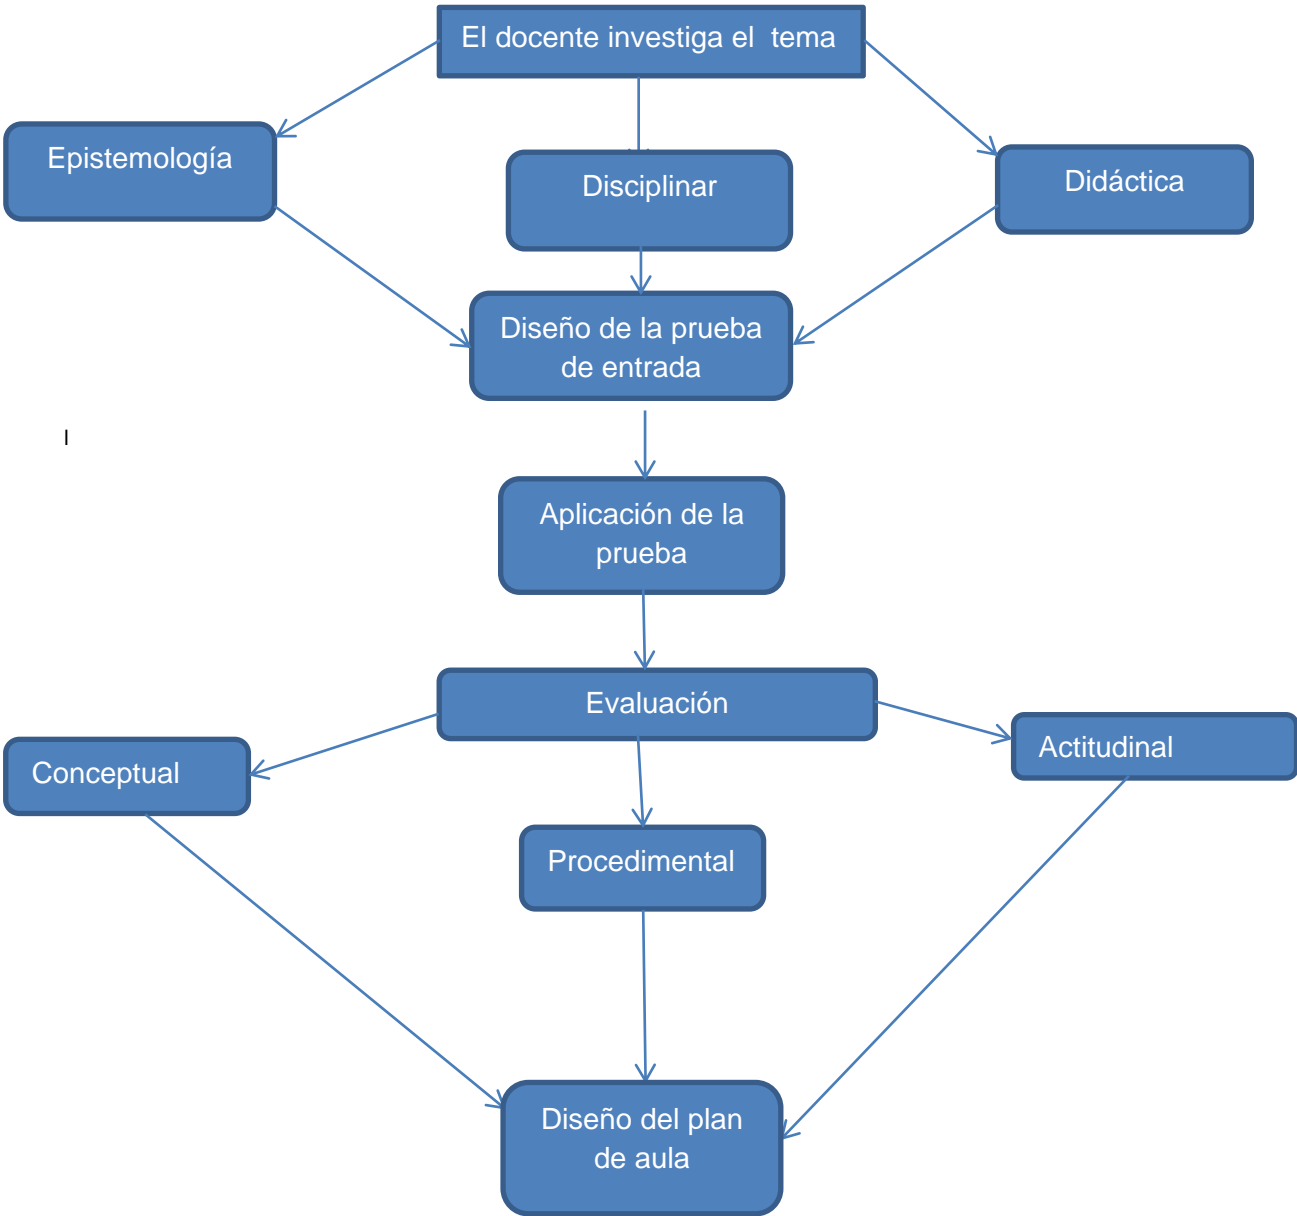 El docente investiga el  tema
Epistemología
Disciplinar
Didáctica
Diseño de la prueba
de entrada
l
Aplicación de la
prueba
Evaluación
Actitudinal
Conceptual
Procedimental
Diseño del plan
de aula